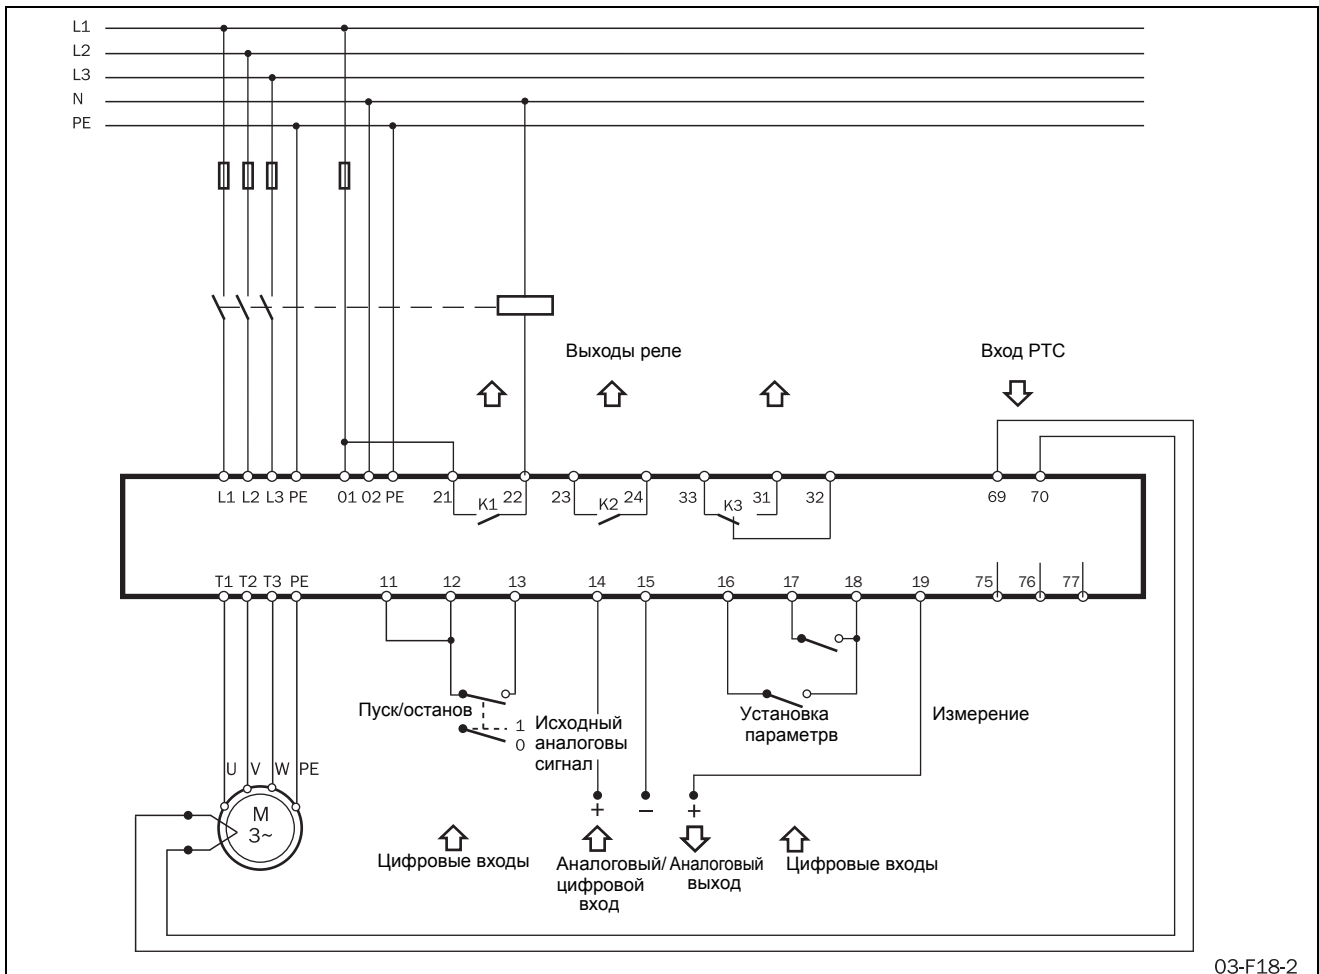 L1
L2
L3
N
PE
Выходы реле
Вход PTC
L1 L2 L3 PE 01 02 PE 21 22 23 24 33 31 32 69 70
K1 K2 K3
T1 T2 T3 PE 11 12 13 14 15 16 17 18 19 75 76 77
Пуск/останов
1
0
Исходный
аналоговы
сигнал
Установка
параметрв
Измерение
U V W PE
M
3~
+ − +
Цифровые входы
Аналоговый/
цифровой
вход
Аналоговый
выход
Цифровые входы
03-F18-2